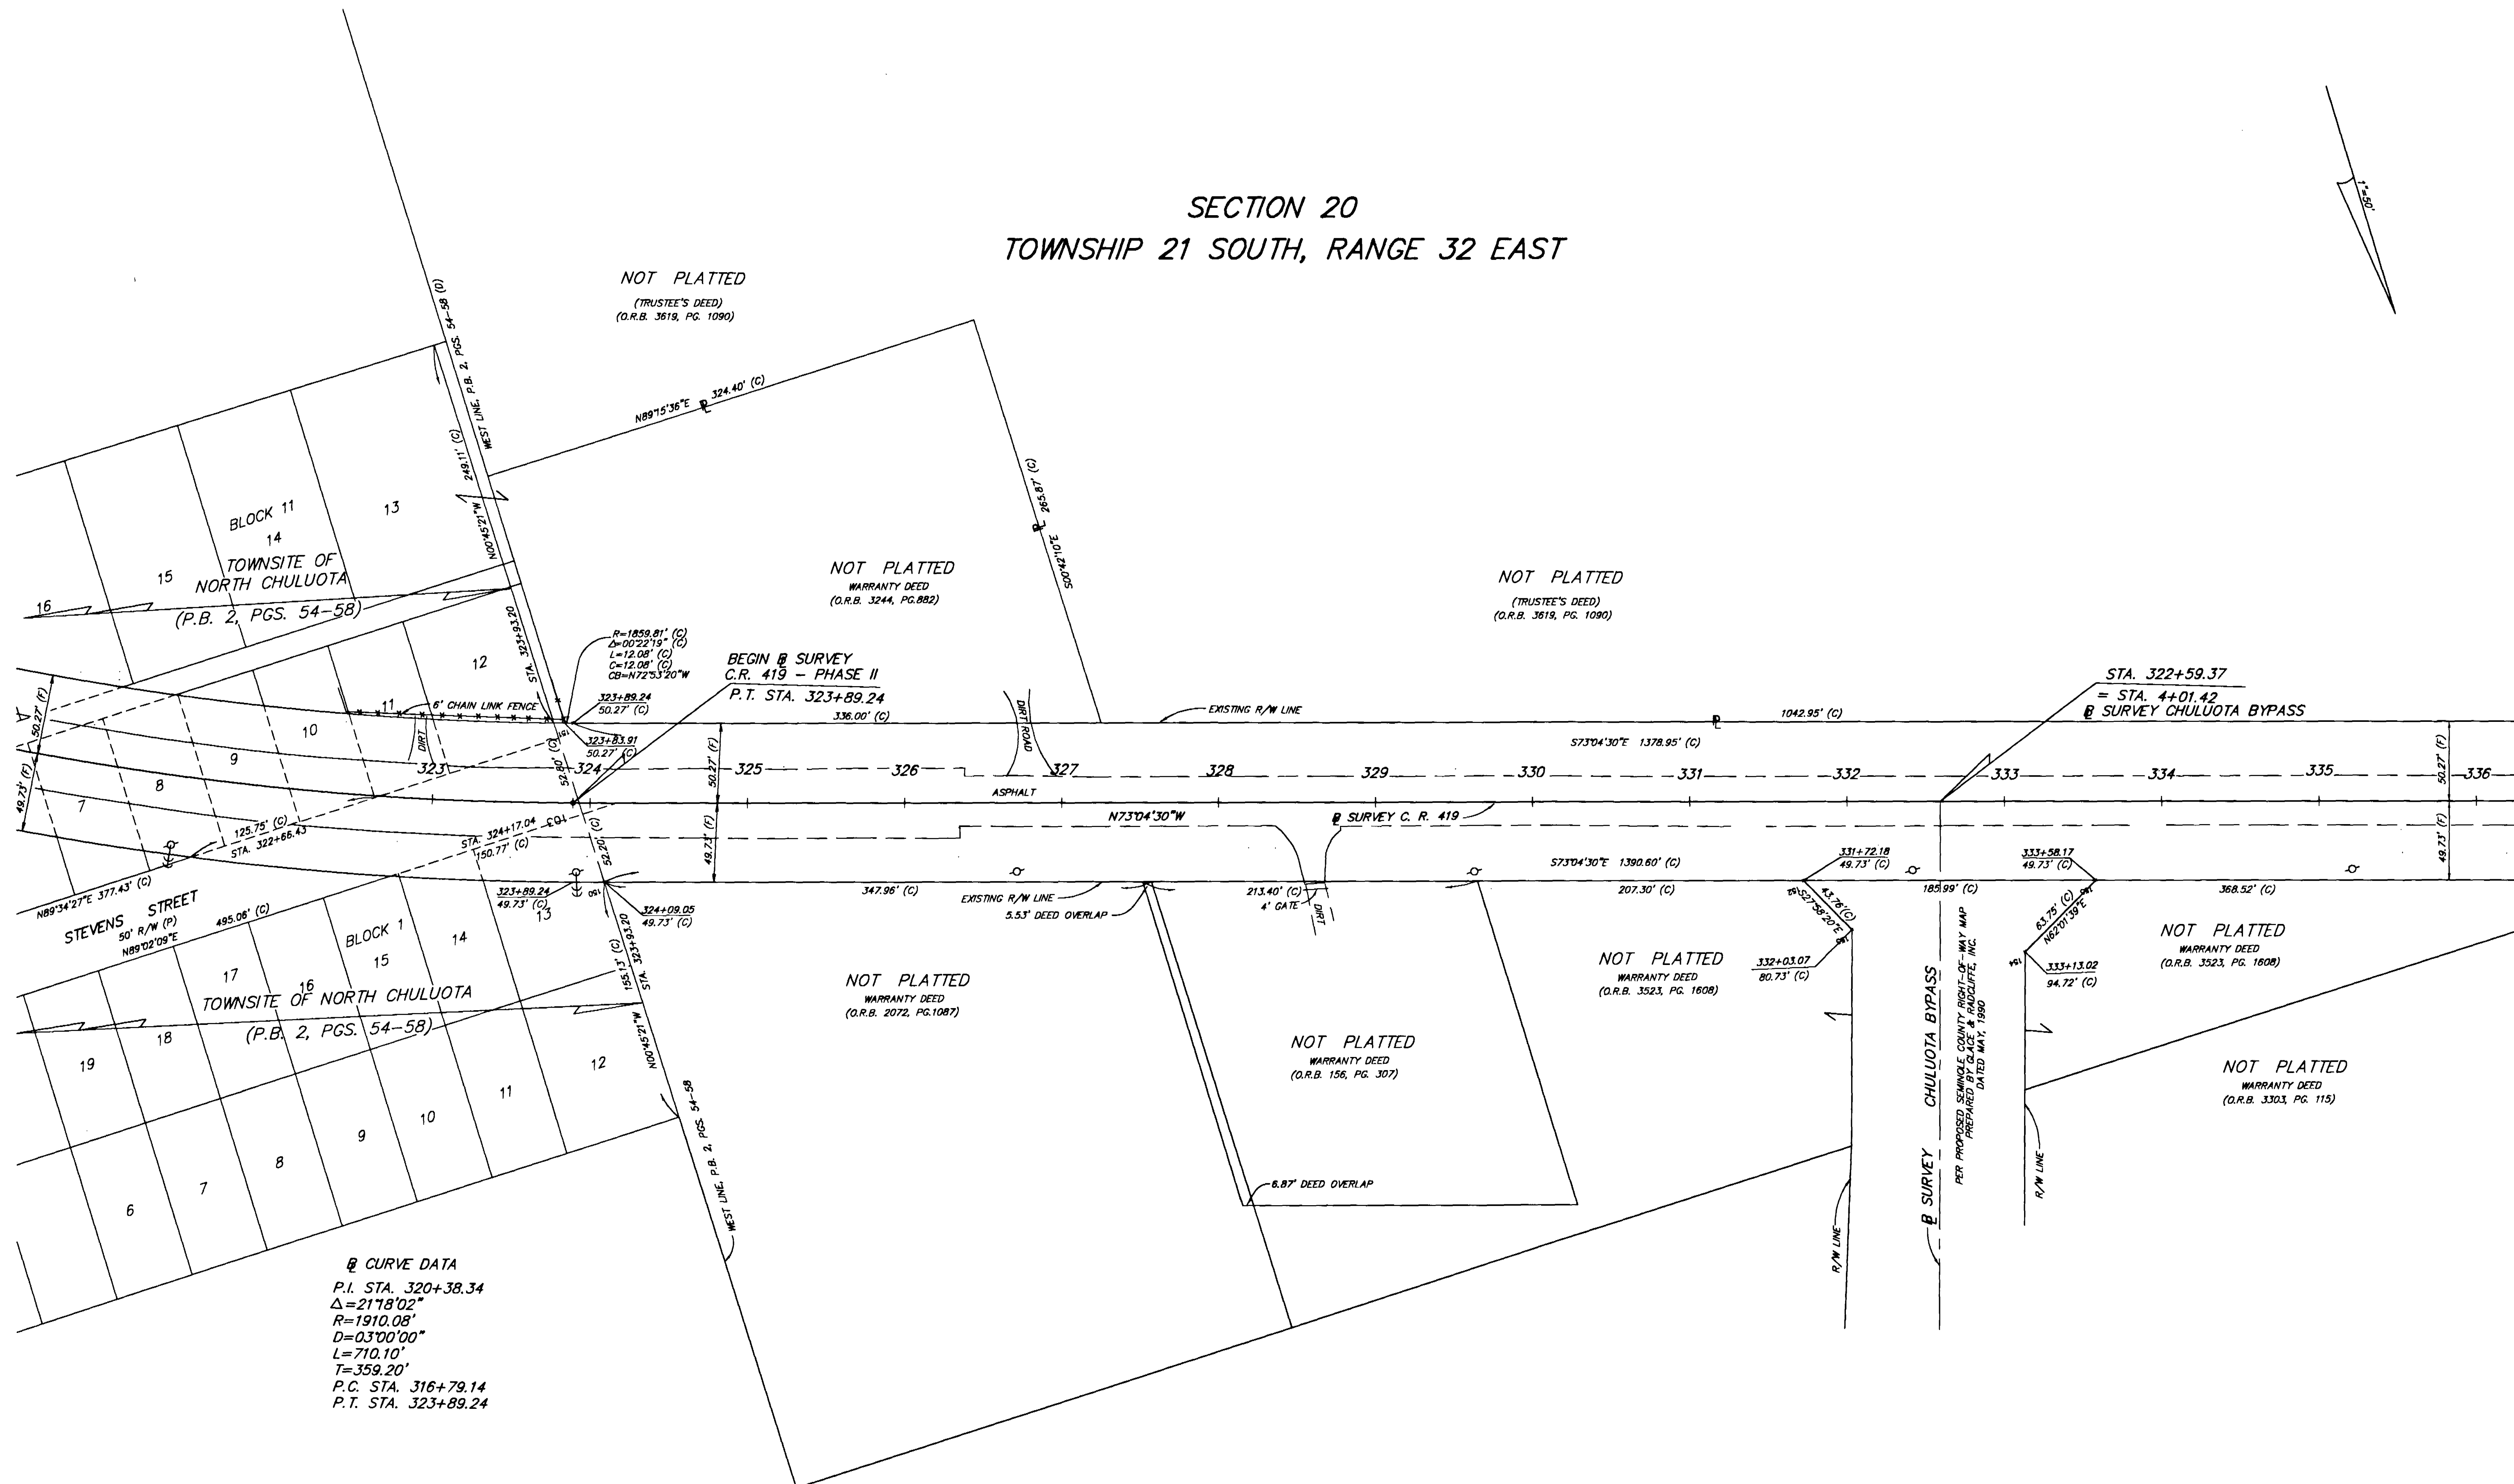 SECTION 20
TOWNSHIP 21 SOUTH, RANGE 32 EAST
1"=50'
NOT PLATTED
(TRUSTEE'S DEED)
(O.R.B. 3619, PG. 1090)
WEST LINE, P.B. 2, PGS. 54-58 (D)
249.11' (C)
N00°45'21"W
STA. 323+93.20
N89°15'36"E
324.40' (C)
265.87' (C)
S00°42'10"E
BLOCK 11
13
14
15
16
TOWNSITE OF
NORTH CHULUOTA
(P.B. 2, PGS. 54-58)
NOT PLATTED
WARRANTY DEED
(O.R.B. 3244, PG.882)
NOT PLATTED
(TRUSTEE'S DEED)
(O.R.B. 3619, PG. 1090)
R=1859.81' (C)
Δ=00°22'19" (C)
L=12.08' (C)
C=12.08' (C)
CB=N72°53'20"W
BEGIN B SURVEY
C.R. 419 - PHASE II
P.T. STA. 323+89.24
323+89.24
50.27' (C)
323+83.91
50.27' (C)
12
11
10
9
8
7
6' CHAIN LINK FENCE
DIRT
336.00' (C)
DIRT ROAD
EXISTING R/W LINE
1042.95' (C)
S73°04'30"E 1378.95' (C)
STA. 322+59.37
= STA. 4+01.42
B SURVEY CHULUOTA BYPASS
50.27' (F)
49.73' (F)
151
52.80' (C)
50.27' (F)
49.73' (F)
50.27' (F)
49.73' (F)
323
324
325
326
327
328
329
330
331
332
333
334
335
336
ASPHALT
N73°04'30"W
B SURVEY C. R. 419
S73°04'30"E 1390.60' (C)
125.75' (C)
STA. 322+66.43
STA. 324+17.04
150.77' (C)
103
52.20' (C)
150
323+89.24
49.73' (C)
324+09.05
49.73' (C)
347.96' (C)
EXISTING R/W LINE
5.53' DEED OVERLAP
213.40' (C)
4' GATE
DIRT
207.30' (C)
331+72.18
49.73' (C)
333+58.17
49.73' (C)
185.99' (C)
368.52' (C)
43.76'(C)
S27°58'20"E
332+03.07
80.73' (C)
63.75' (C)
N62°01'39"E
154
333+13.02
94.72' (C)
N89°34'27"E 377.43' (C)
STEVENS STREET
50' R/W (P)
N89°02'09"E
495.06' (C)
BLOCK 1
13
14
15
16
17
18
19
TOWNSITE OF NORTH CHULUOTA
(P.B. 2, PGS. 54-58)
12
11
10
9
8
7
6
155.13' (C)
STA. 323+93.20
N00°45'21"W
WEST LINE, P.B. 2, PGS. 54-58
NOT PLATTED
WARRANTY DEED
(O.R.B. 2072, PG.1087)
NOT PLATTED
WARRANTY DEED
(O.R.B. 156, PG. 307)
6.87' DEED OVERLAP
NOT PLATTED
WARRANTY DEED
(O.R.B. 3523, PG. 1608)
NOT PLATTED
WARRANTY DEED
(O.R.B. 3523, PG. 1608)
NOT PLATTED
WARRANTY DEED
(O.R.B. 3303, PG. 115)
B SURVEY CHULUOTA BYPASS
PER PROPOSED SEMINOLE COUNTY RIGHT-OF-WAY MAP
PREPARED BY GLACE & RADCLIFFE, INC.
DATED MAY, 1990
R/W LINE
R/W LINE
B CURVE DATA
P.I. STA. 320+38.34
Δ=21°18'02"
R=1910.08'
D=03°00'00"
L=710.10'
T=359.20'
P.C. STA. 316+79.14
P.T. STA. 323+89.24